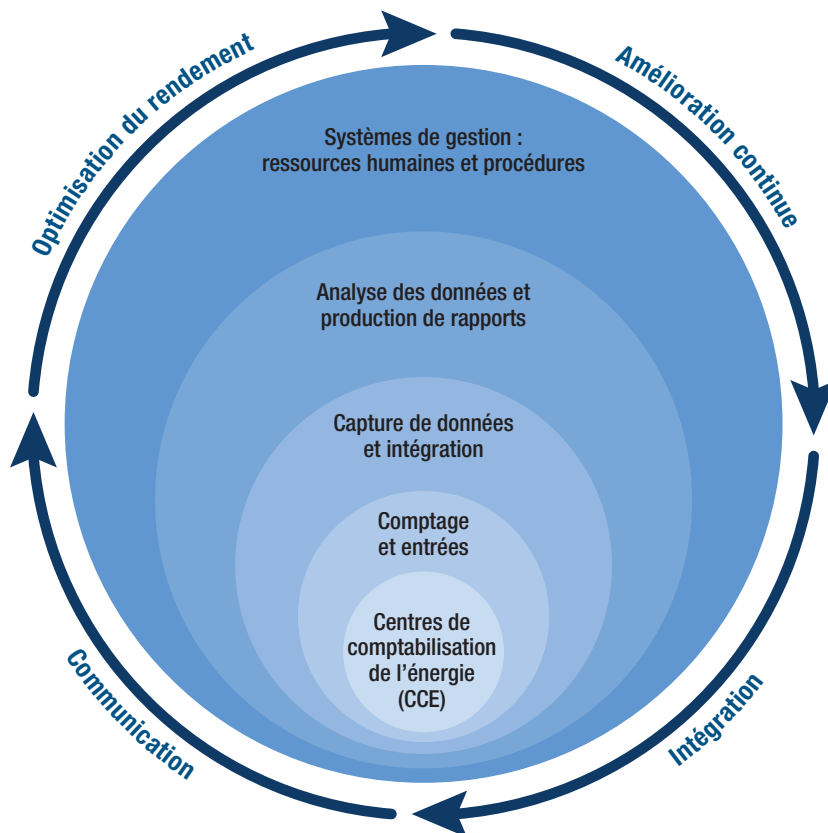 Optimisation du rendement
Amélioration continue
Systèmes de gestion :
ressources humaines et procédures
Analyse des données et
production de rapports
Capture de données
et intégration
Comptage
et entrées
Centres de
comptabilisation
de l’énergie
(CCE)
Communication
Intégration